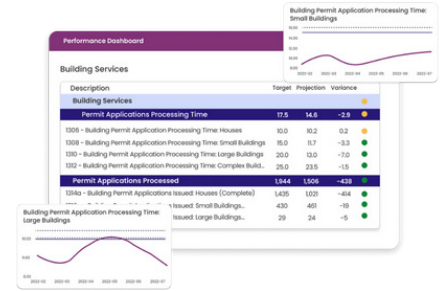 Building Permit Application Processing Time:
Small Buildings
Performance Dashboard
Building Services
Description Target Projection Variance
Building Services
Permit Applications Processing Time 17.5 14.6 -2.9
1306 - Building Permit Application Processing Time: Houses 10.0 10.2 0.2
1308 - Building Permit Application Processing Time: Small Buildings 15.0 11.7 -3.3
1310 - Building Permit Application Processing Time: Large Buildings 20.0 13.0 -7.0
1312 - Building Permit Application Processing Time: Complex Build.. 25.0 23.5 -1.5
Permit Applications Processed 1,944 1,506 -438
1314a - Building Permit Applications Issued: Houses (Complete) 1,435 1,021 -414
Issued: Small Buildings.. 430 461 -19
Issued: Large Buildings.. 29 24 -5
Building Permit Application Processing Time:
Large Buildings